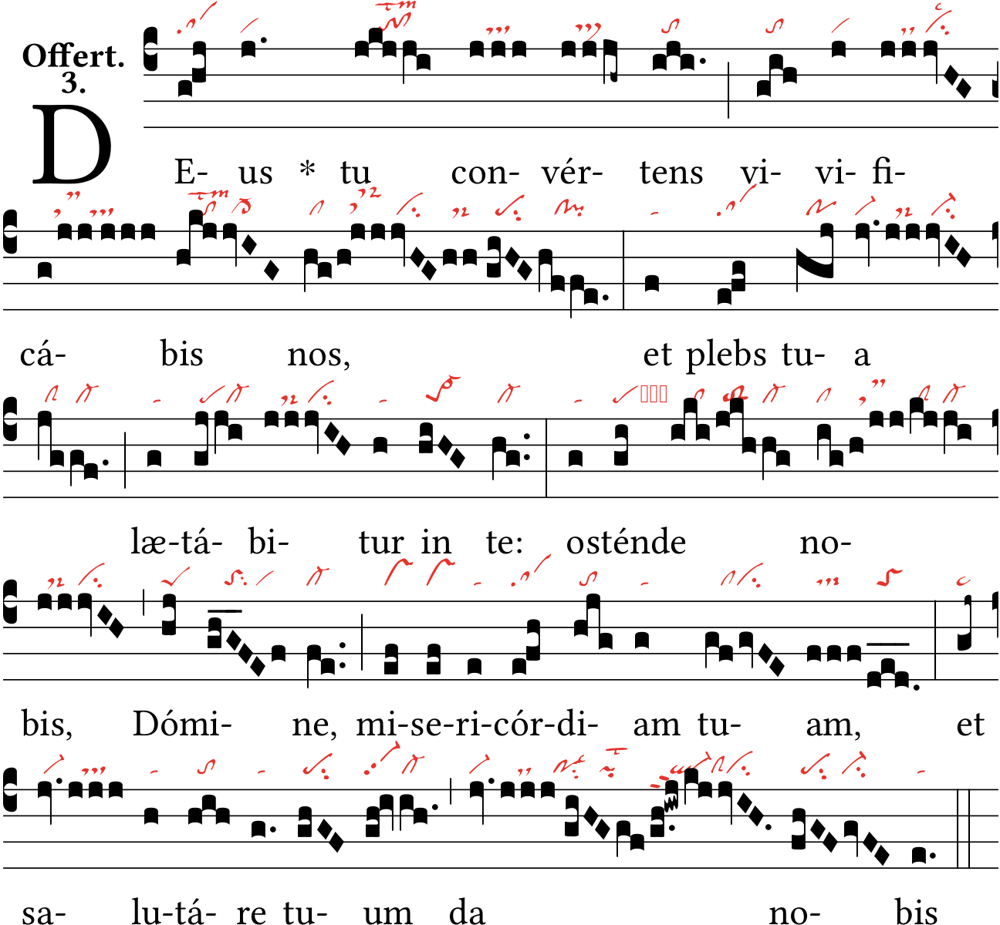 Offert.
3.
DE- us * tu con- vér- tens vi- vi- fi-
cá- bis nos, et plebs tu- a
læ-tá- bi- tur in te: osténde no-
bis, Dómi- ne, mi-se-ri-cór-di- am tu- am, et
sa- lu-tá- re tu- um da no- bis